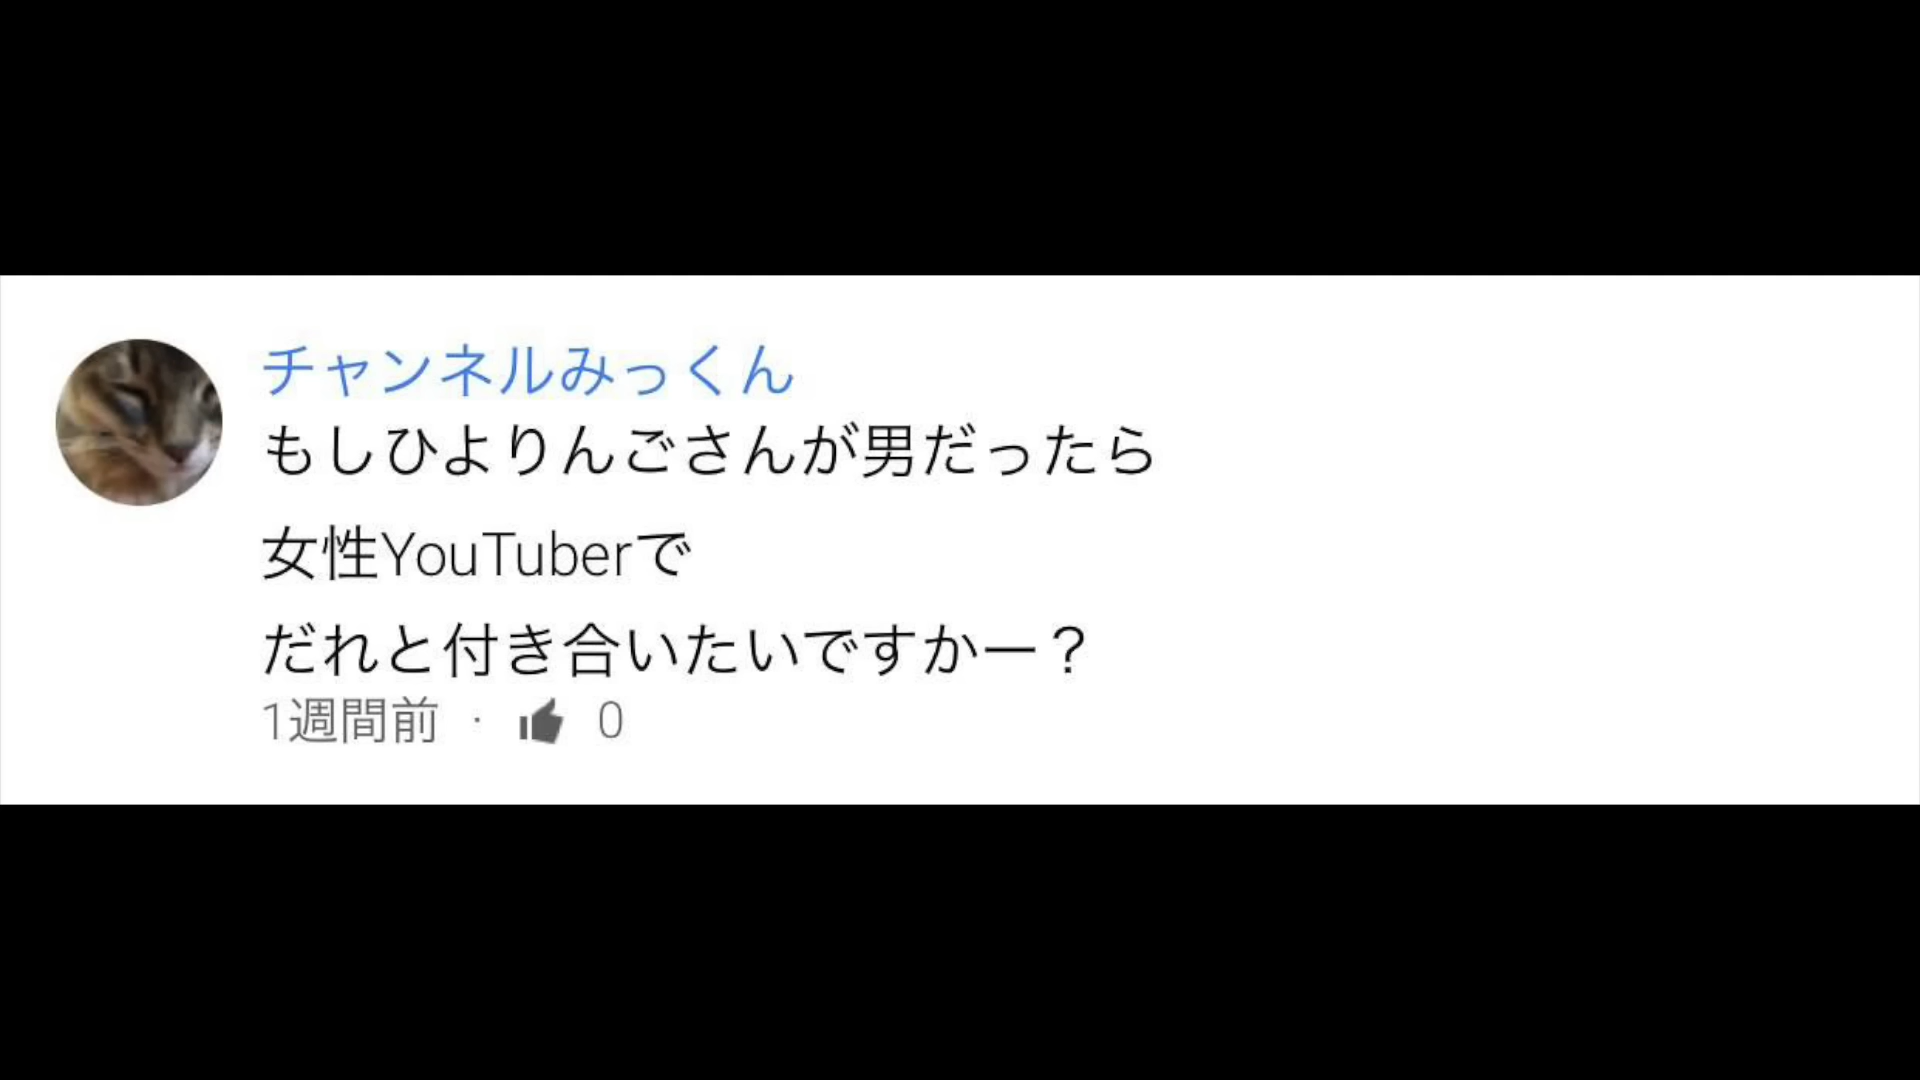 チャンネルみっくん
もしひよりんごさんが男だったら
女性YouTuberで
だれと付き合いたいですかー？
1週間前 · 0